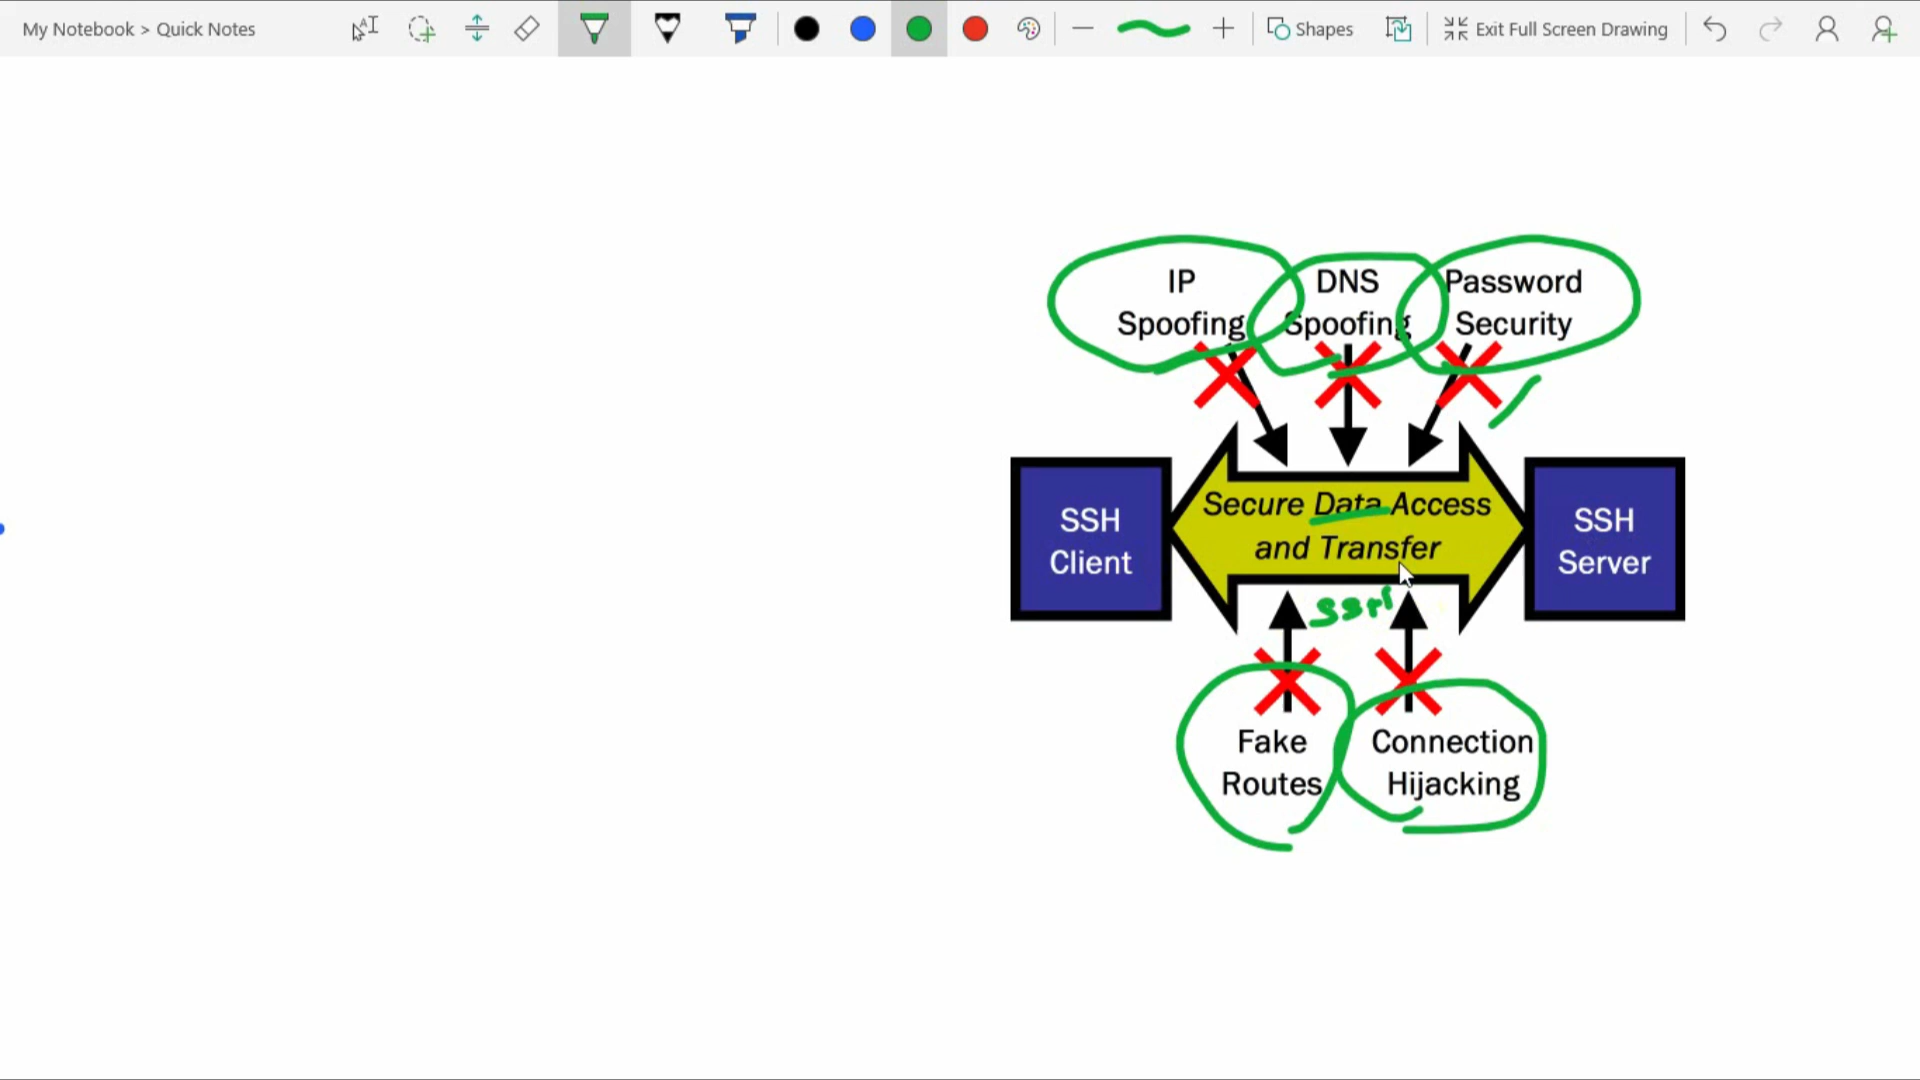 My Notebook > Quick Notes
Shapes
Exit Full Screen Drawing
IP
Spoofing
DNS
Spoofing
Password
Security
SSH
Client
Secure Data Access
and Transfer
SSH
Server
SSH
Fake
Routes
Connection
Hijacking